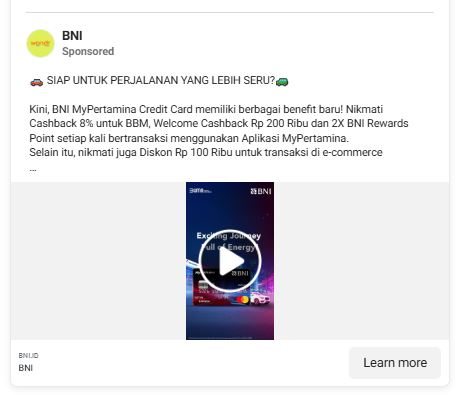 wondr
BNI
Sponsored
SIAP UNTUK PERJALANAN YANG LEBIH SERU?
Kini, BNI MyPertamina Credit Card memiliki berbagai benefit baru! Nikmati
Cashback 8% untuk BBM, Welcome Cashback Rp 200 Ribu dan 2X BNI Rewards
Point setiap kali bertransaksi menggunakan Aplikasi MyPertamina.
Selain itu, nikmati juga Diskon Rp 100 Ribu untuk transaksi di e-commerce
...
BNI
Exciting Journey
Full of Energy
BNI
BNI.ID
BNI
Learn more